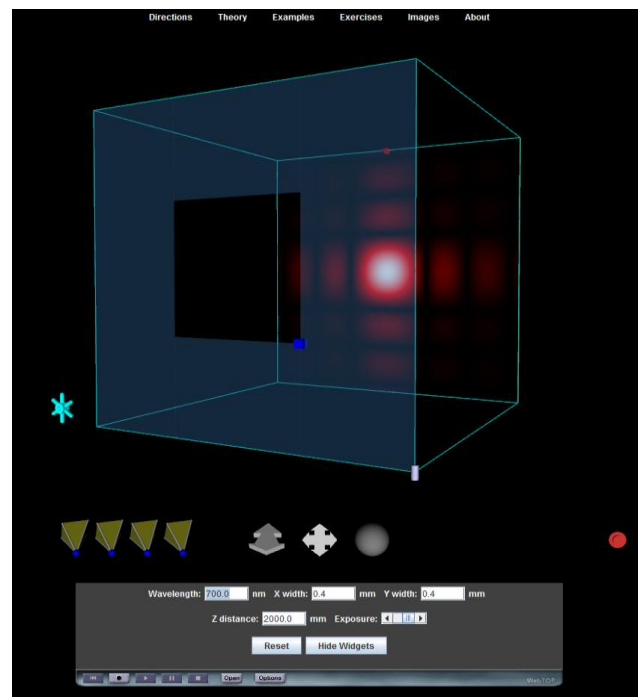 Directions Theory Examples Exercises Images About
Wavelength: 700.0 nm X width: 0.4 mm Y width: 0.4 mm
Z distance: 2000.0 mm Exposure:
Reset Hide Widgets
Open Options WebTOP